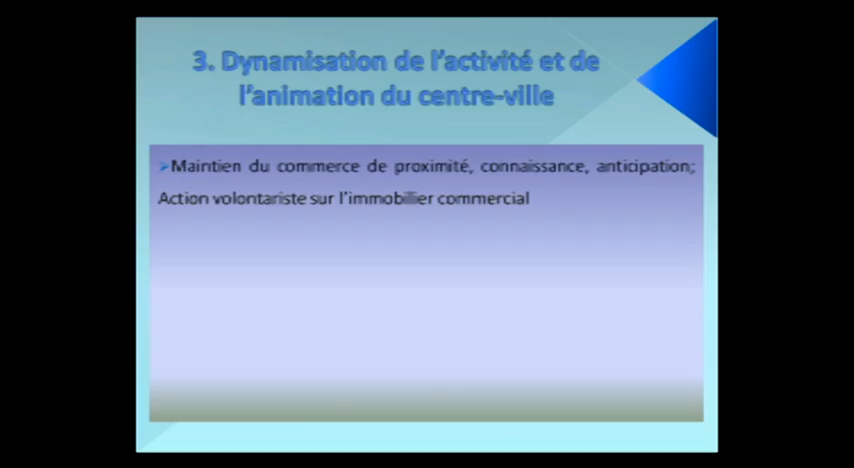 3. Dynamisation de l'activité et de
l'animation du centre-ville
➢Maintien du commerce de proximité, connaissance, anticipation;
Action volontariste sur l'immobilier commercial